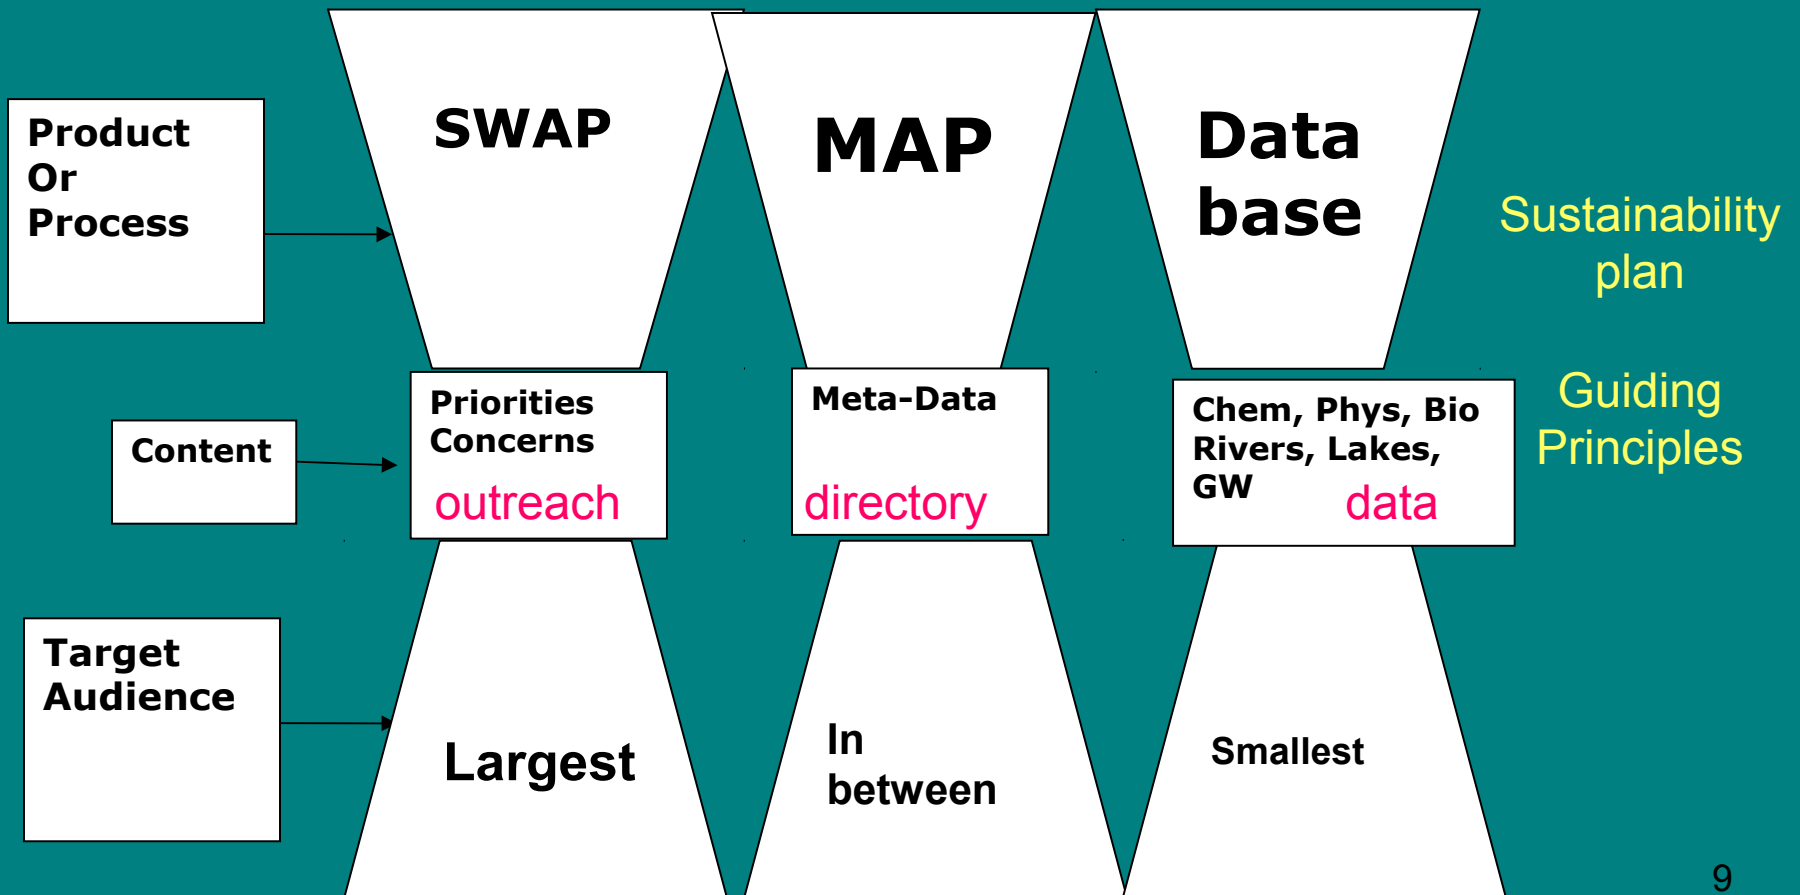 Product
Or
Process
SWAP
MAP
Data
base
Sustainability
plan
Content
Priorities
Concerns
outreach
Meta-Data
directory
Chem, Phys, Bio
Rivers, Lakes,
GW data
Guiding
Principles
Target
Audience
Largest
In
between
Smallest
9